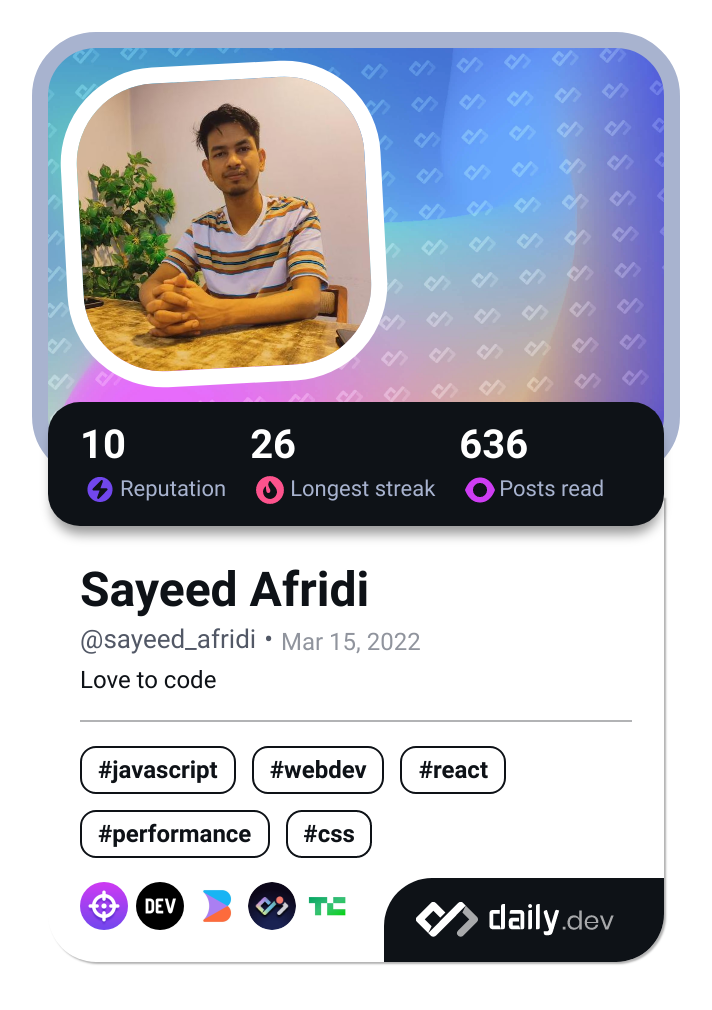 10 26 636
Reputation Longest streak Posts read
Sayeed Afridi
@sayeed_afridi • Mar 15, 2022
Love to code
#javascript #webdev #react
#performance #css
DEV TC daily.dev